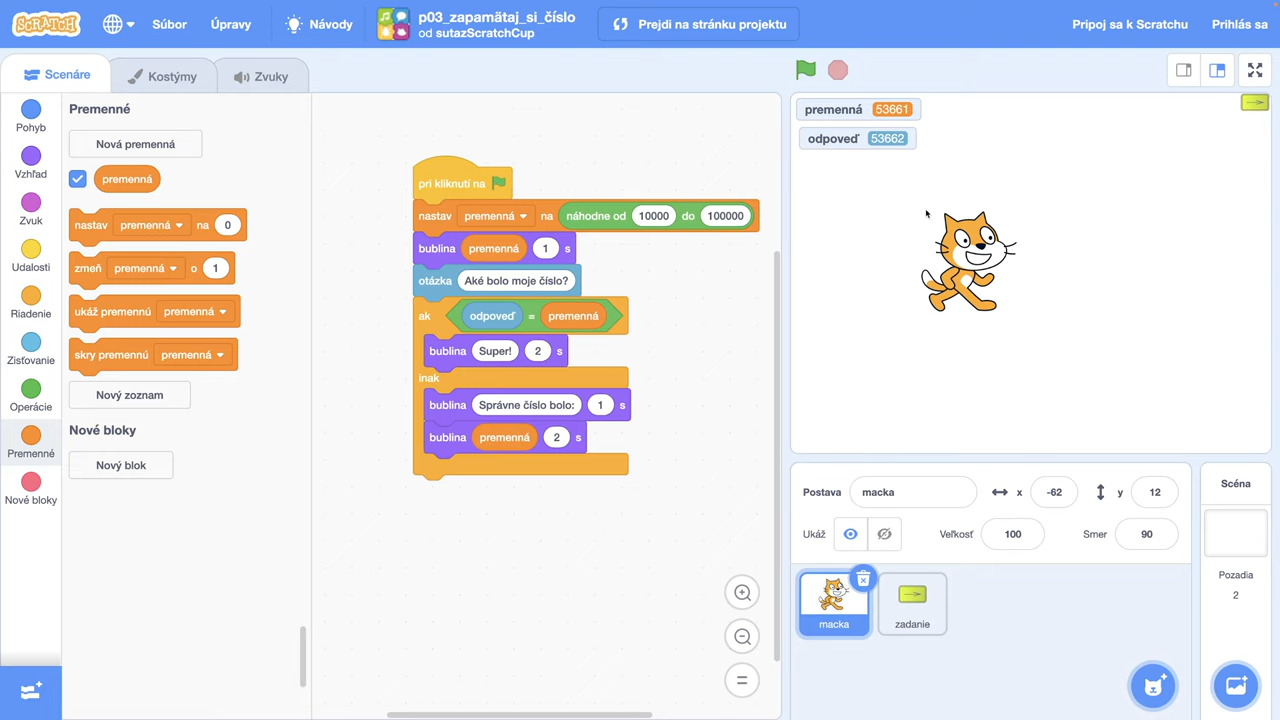 SCRATCH
Súbor
Úpravy
Návody
p03_zapamätaj_si_číslo
od sutazScratchCup
Prejdi na stránku projektu
Pripoj sa k Scratchu
Prihlás sa
Scenáre
Kostýmy
Zvuky
Pohyb
Vzhľad
Zvuk
Udalosti
Riadenie
Zisťovanie
Operácie
Premenné
Nové bloky
Premenné
Nová premenná
premenná
nastav premenná na 0
zmeň premenná o 1
ukáž premennú premenná
skry premennú premenná
Nový zoznam
Nové bloky
Nový blok
pri kliknutí na
nastav premenná na náhodne od 10000 do 100000
bublina premenná 1 s
otázka Aké bolo moje číslo?
ak odpoveď = premenná
bublina Super! 2 s
inak
bublina Správne číslo bolo: 1 s
bublina premenná 2 s
premenná 53661
odpoveď 53662
Postava macka x -62 y 12
Ukáž Veľkosť 100 Smer 90
macka
zadanie
Scéna
Pozadia
2